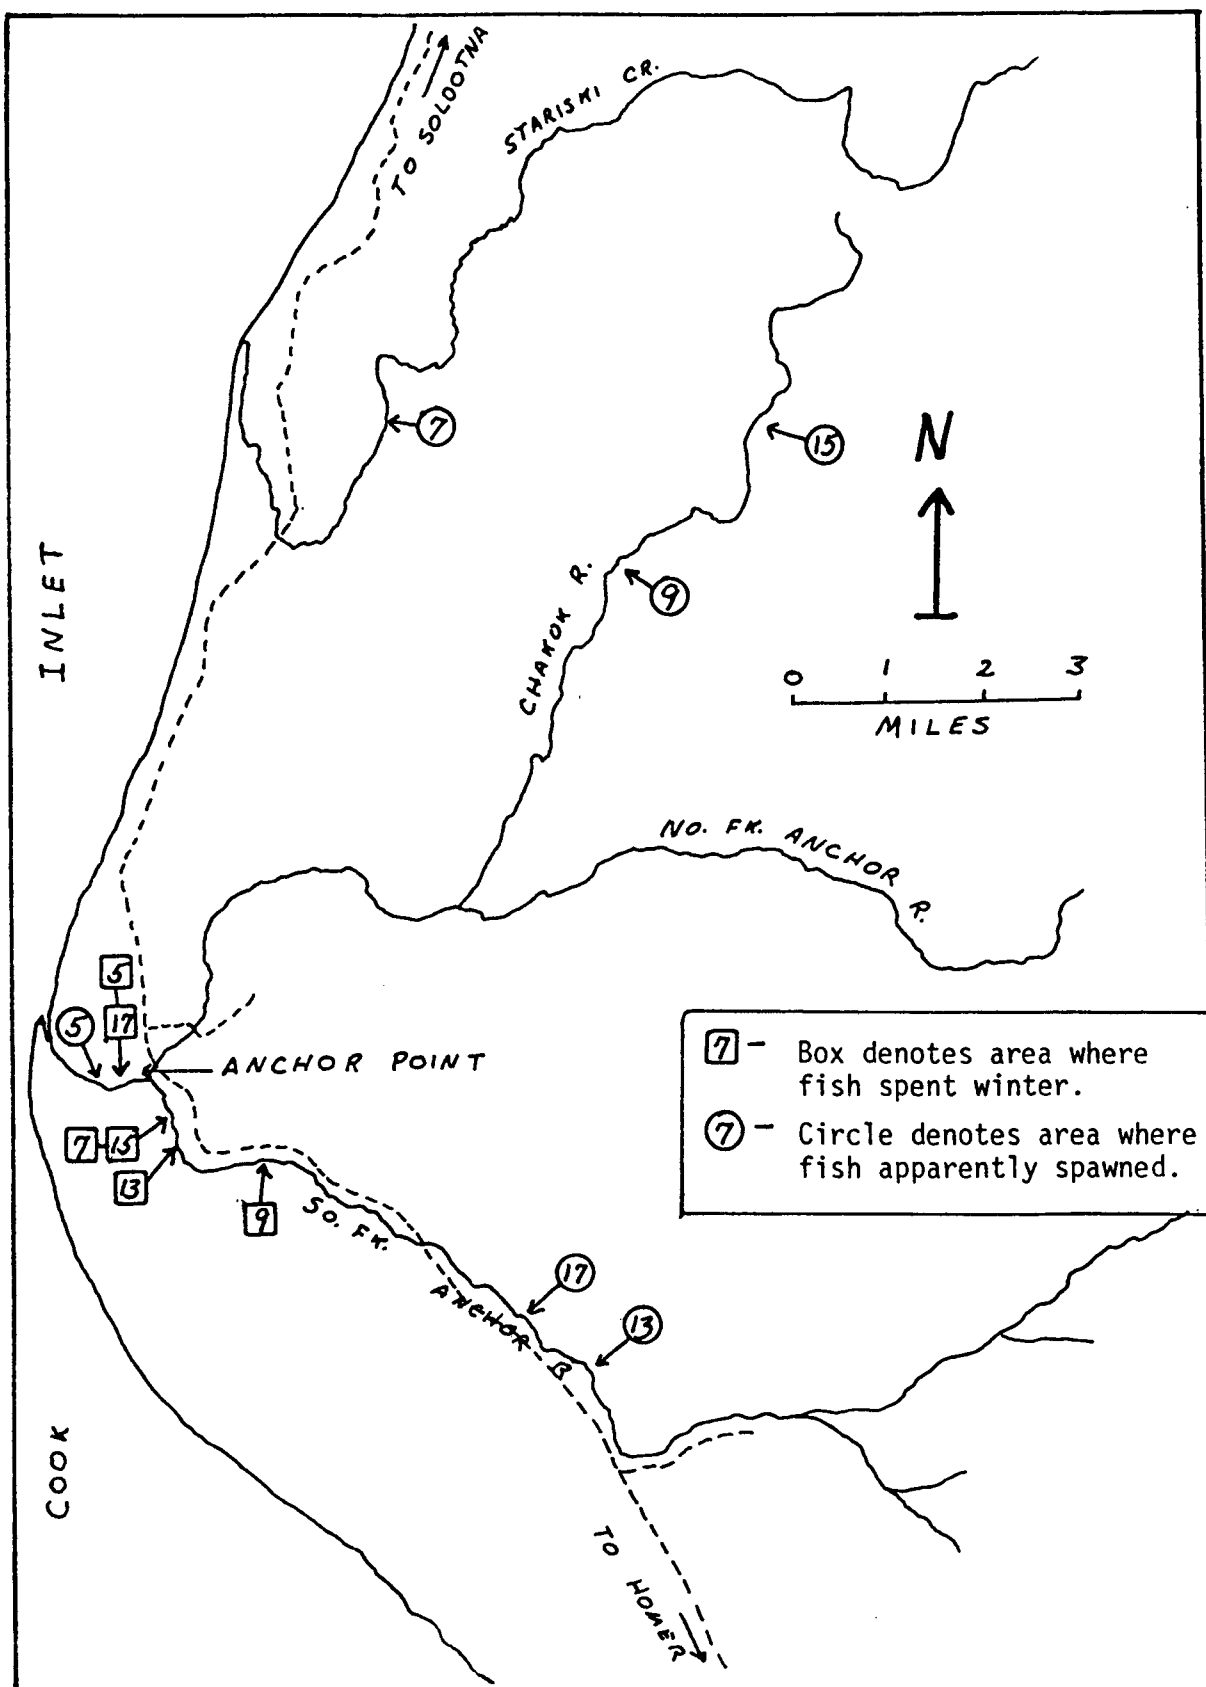 TO SOLDOTNA
STARISKI CR.
7
15
N
9
INLET
CHAKOK R.
0 1 2 3
MILES
NO. FK. ANCHOR R.
5
5
17
ANCHOR POINT
7 15
13
9
SO. FK.
ANCHOR R.
17
13
7 - Box denotes area where
fish spent winter.
7 - Circle denotes area where
fish apparently spawned.
COOK
TO HOMER